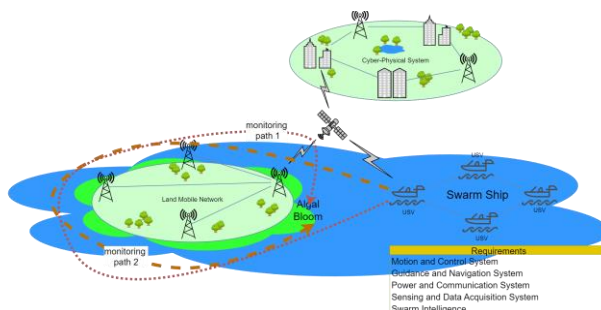 Cyber-Physical System
monitoring
path 1
USV
Land Mobile Network
Algal
Bloom
Swarm Ship
USV
USV
USV
monitoring
path 2
Requirements
Motion and Control System
Guidance and Navigation System
Power and Communication System
Sensing and Data Acquisition System
Swarm Intelligence